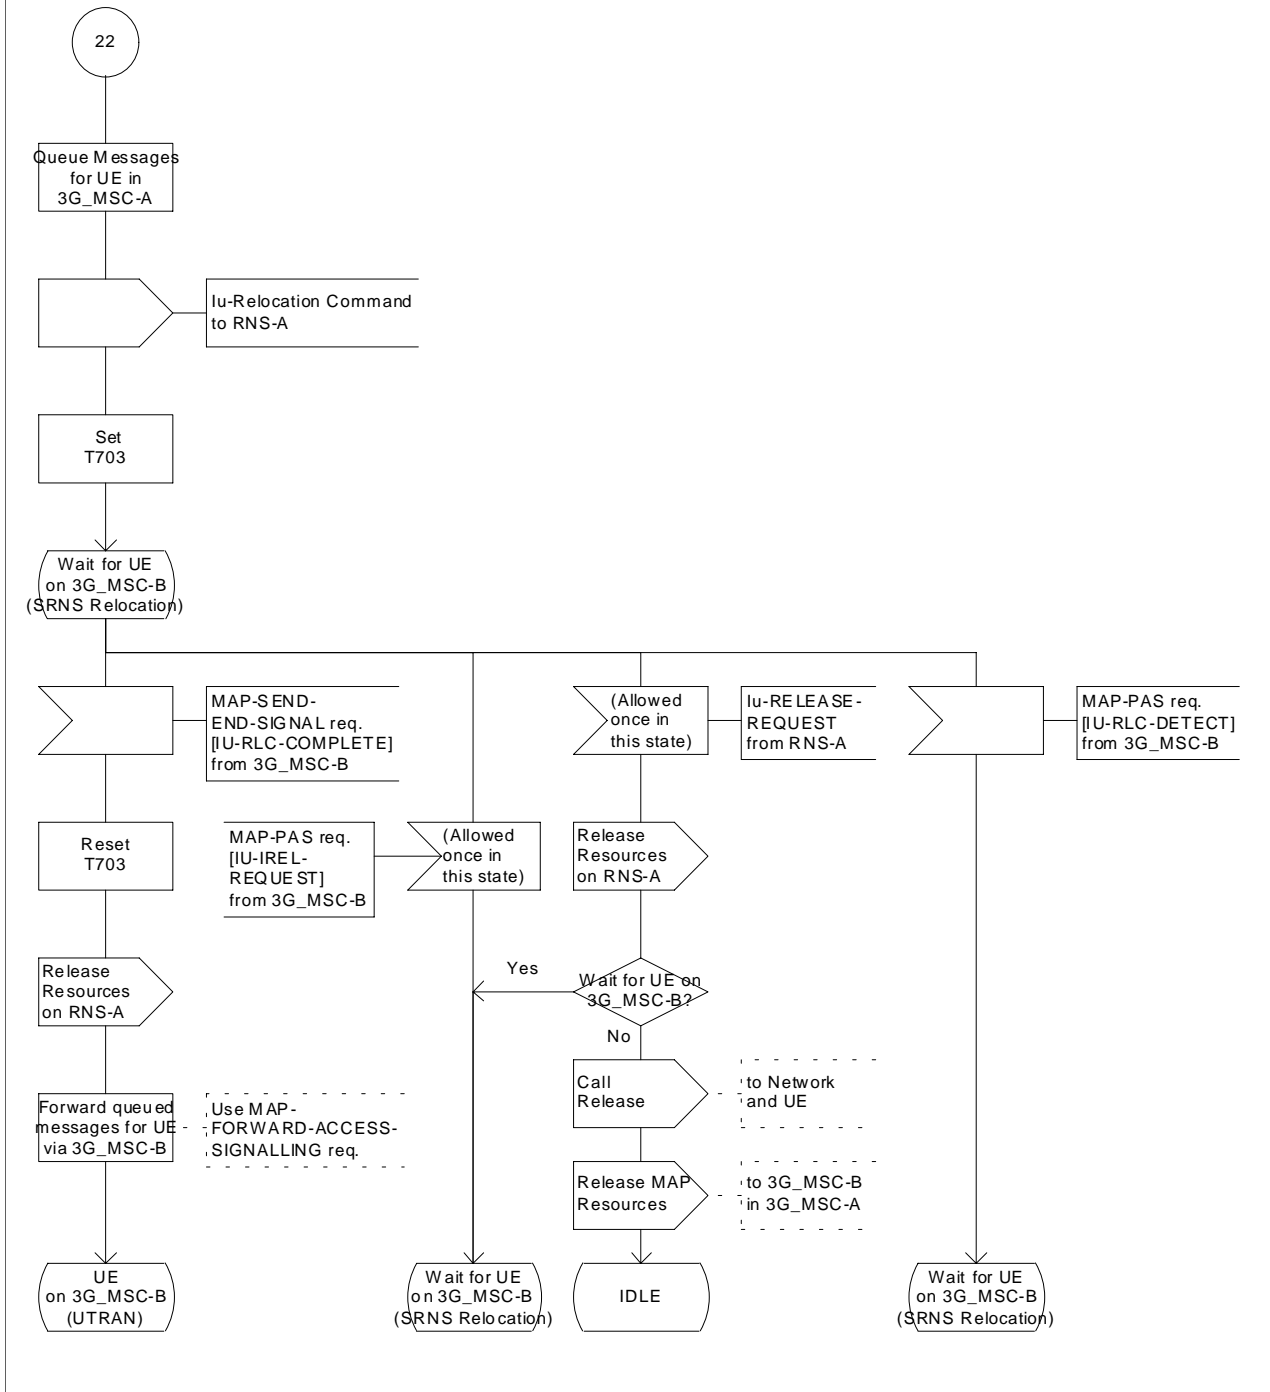 22
Queue Messages
for UE in
3G_MSC-A
Iu-Relocation Command
to RNS-A
Set
T703
Wait for UE
on 3G_MSC-B
(SRNS Relocation)
MAP-SEND-
END-SIGNAL req.
[IU-RLC-COMPLETE]
from 3G_MSC-B
(Allowed
once in
this state)
Iu-RELEASE-
REQUEST
from RNS-A
MAP-PAS req.
[IU-RLC-DETECT]
from 3G_MSC-B
Reset
T703
MAP-PAS req.
[IU-IREL-
REQUEST]
from 3G_MSC-B
(Allowed
once in
this state)
Release
Resources
on RNS-A
Release
Resources
on RNS-A
Yes
Wait for UE on
3G_MSC-B?
No
Call
Release
to Network
and UE
Forward queued
messages for UE
via 3G_MSC-B
Use MAP-
FORWARD-ACCESS-
SIGNALLING req.
Release MAP
Resources
to 3G_MSC-B
in 3G_MSC-A
UE
on 3G_MSC-B
(UTRAN)
Wait for UE
on 3G_MSC-B
(SRNS Relocation)
IDLE
Wait for UE
on 3G_MSC-B
(SRNS Relocation)